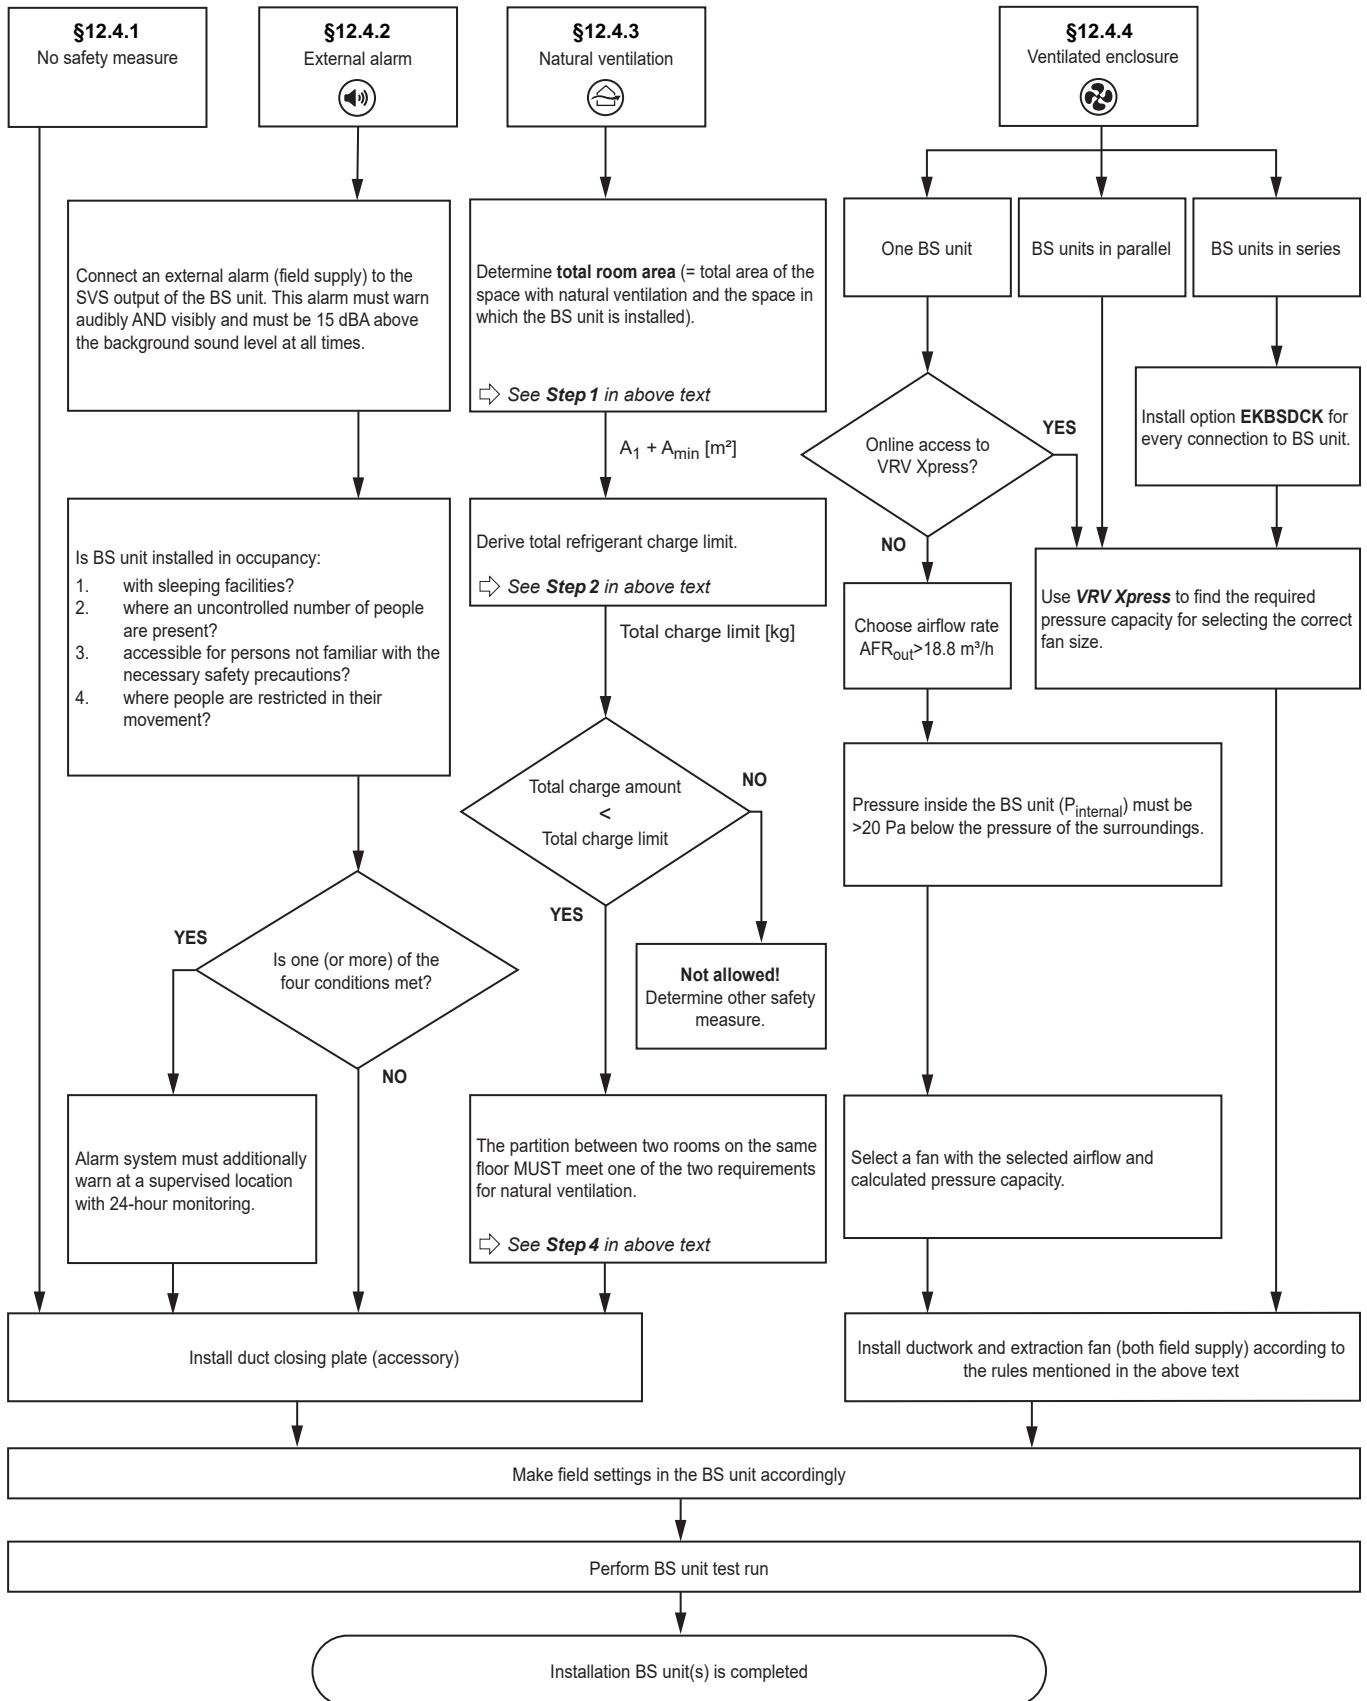 §12.4.1
No safety measure
§12.4.2
External alarm
§12.4.3
Natural ventilation
§12.4.4
Ventilated enclosure
Connect an external alarm (field supply) to the
SVS output of the BS unit. This alarm must warn
audibly AND visibly and must be 15 dBA above
the background sound level at all times.
Determine total room area (= total area of the
space with natural ventilation and the space in
which the BS unit is installed).
See Step 1 in above text
One BS unit
BS units in parallel
BS units in series
A1 + Amin [m²]
Online access to
VRV Xpress?
YES
NO
Install option EKBSDCK for
every connection to BS unit.
Is BS unit installed in occupancy:
1. with sleeping facilities?
2. where an uncontrolled number of people
are present?
3. accessible for persons not familiar with the
necessary safety precautions?
4. where people are restricted in their
movement?
Derive total refrigerant charge limit.
See Step 2 in above text
Total charge limit [kg]
Choose airflow rate
AFRout>18.8 m³/h
Use VRV Xpress to find the required
pressure capacity for selecting the correct
fan size.
Total charge amount
<
Total charge limit
NO
YES
Pressure inside the BS unit (Pinternal) must be
>20 Pa below the pressure of the surroundings.
YES
Is one (or more) of the
four conditions met?
NO
Not allowed!
Determine other safety
measure.
Alarm system must additionally
warn at a supervised location
with 24-hour monitoring.
The partition between two rooms on the same
floor MUST meet one of the two requirements
for natural ventilation.
See Step 4 in above text
Select a fan with the selected airflow and
calculated pressure capacity.
Install duct closing plate (accessory)
Install ductwork and extraction fan (both field supply) according to
the rules mentioned in the above text
Make field settings in the BS unit accordingly
Perform BS unit test run
Installation BS unit(s) is completed